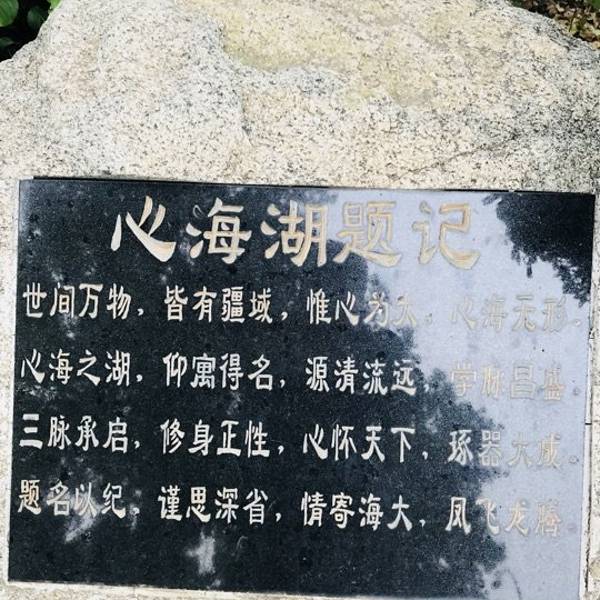 心海湖题记
世间万物，皆有疆域，惟心为大，心海无形。
心海之湖，仰寓得名，源清流远，学脉昌盛。
三脉承启，修身正性，心怀天下，琢器大成。
题名以纪，谨思深省，情寄海大，凤飞龙腾。